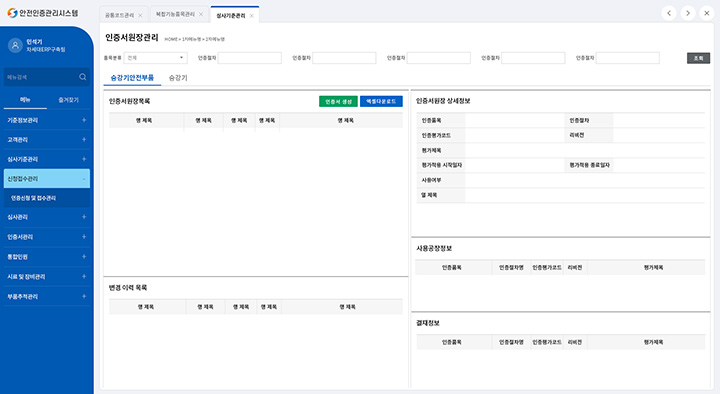 안전인증관리시스템
공통코드관리 ×
복합기능품목관리 ×
심사기준관리 ×
민석기
차세대ERP구축팀
메뉴검색
메뉴 즐겨찾기
기준정보관리 +
고객관리 +
심사기준관리 +
신청접수관리 -
인증신청 및 접수관리
심사관리 +
인증서관리 +
통합민원 +
시료 및 장비관리 +
부품추적관리 +
인증서원장관리 HOME > 1차메뉴명 > 2차메뉴명
품목분류 전체 인증절차 인증절차 인증절차 인증절차 인증절차 조회
승강기안전부품 승강기
인증서원장목록 인증서 생성 엑셀다운로드
행 제목 행 제목 행 제목 행 제목 행 제목
변경 이력 목록
행 제목 행 제목 행 제목 행 제목 행 제목
인증서원장 상세정보
인증품목 인증절차
인증평가코드 리비전
평가제목
평가적용 시작일자 평가적용 종료일자
사용여부
열 제목
사용공장정보
인증품목 인증절차명 인증평가코드 리비전 평가제목
결재정보
인증품목 인증절차명 인증평가코드 리비전 평가제목